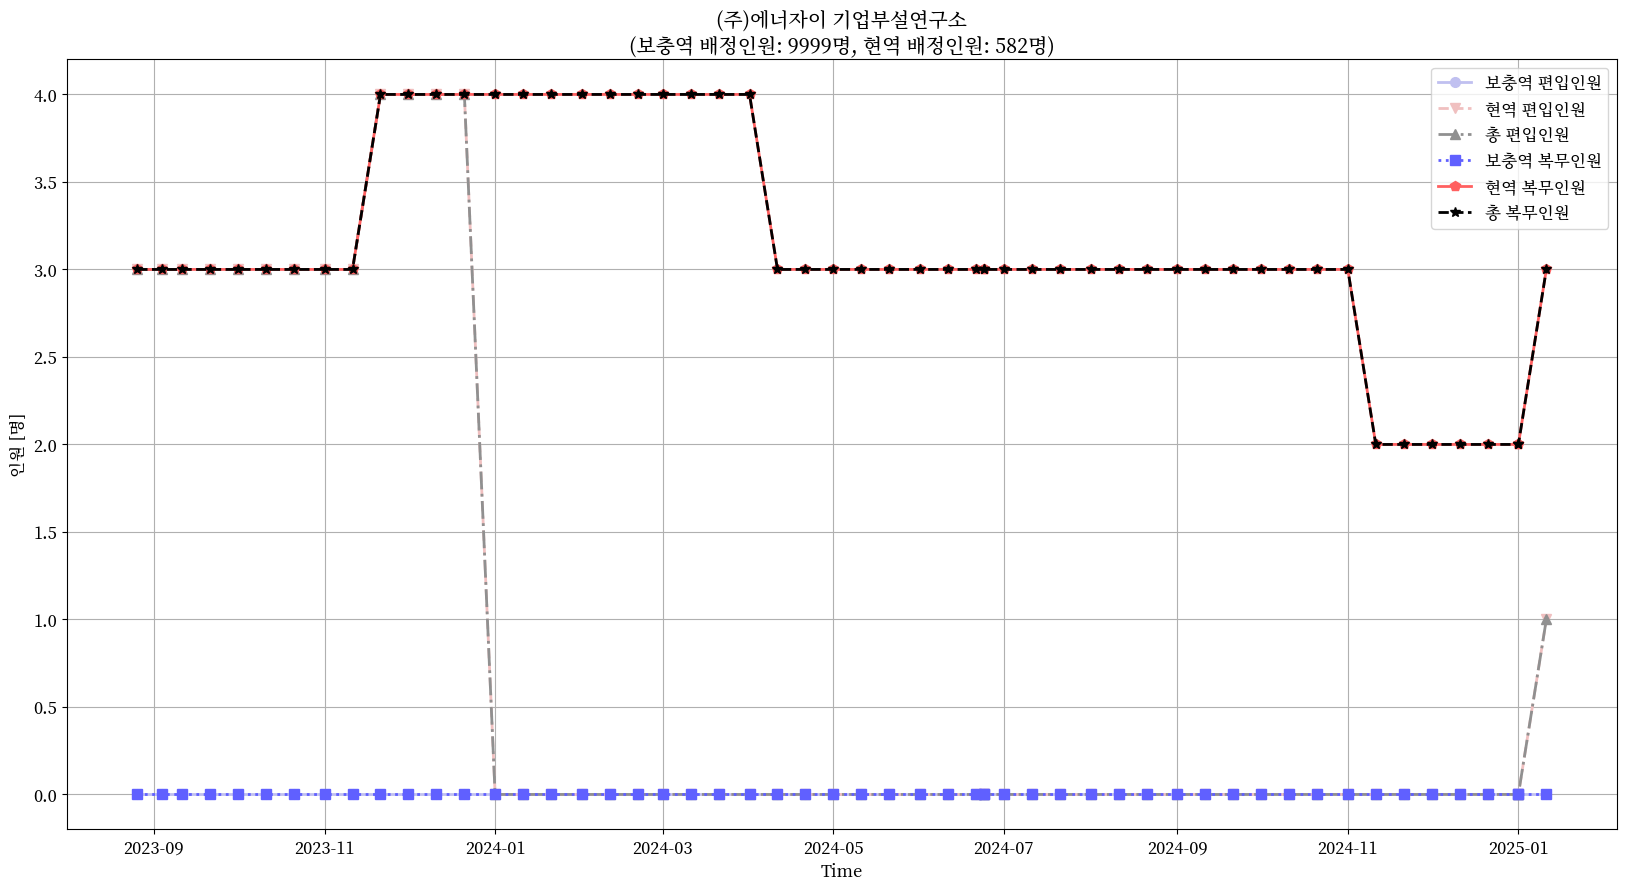 (주)에너자이 기업부설연구소
(보충역 배정인원: 9999명, 현역 배정인원: 582명)
보충역 편입인원
현역 편입인원
총 편입인원
보충역 복무인원
현역 복무인원
총 복무인원
4.0
3.5
3.0
2.5
2.0
1.5
1.0
0.5
0.0
인원 [명]
2023-09
2023-11
2024-01
2024-03
2024-05
2024-07
2024-09
2024-11
2025-01
Time